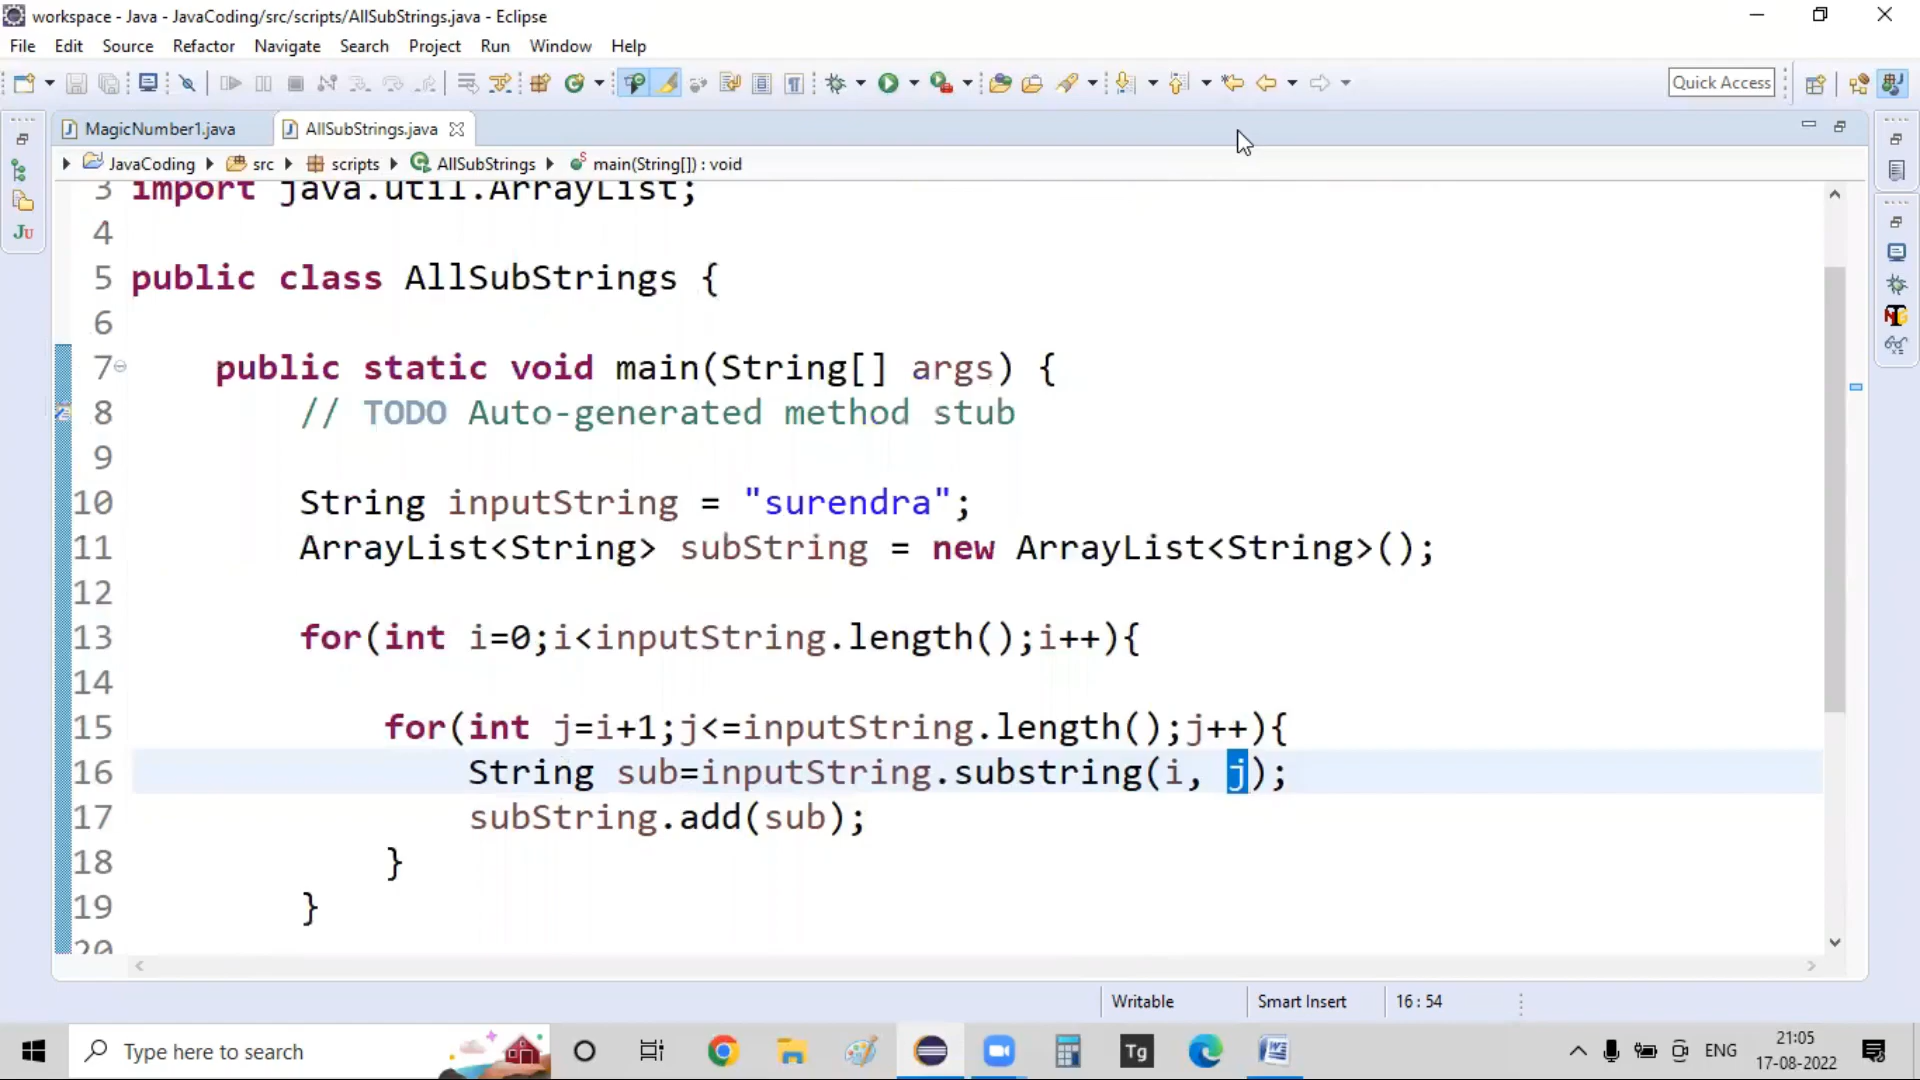 workspace - Java - JavaCoding/src/scripts/AllSubStrings.java - Eclipse
File Edit Source Refactor Navigate Search Project Run Window Help
Quick Access
MagicNumber1.java AllSubStrings.java
JavaCoding src scripts AllSubStrings main(String[]) : void
3 import java.util.ArrayList;
4
5 public class AllSubStrings {
6
7 public static void main(String[] args) {
8 // TODO Auto-generated method stub
9
10 String inputString = "surendra";
11 ArrayList<String> subString = new ArrayList<String>();
12
13 for(int i=0;i<inputString.length();i++){
14
15 for(int j=i+1;j<=inputString.length();j++){
16 String sub=inputString.substring(i, j);
17 subString.add(sub);
18 }
19 }
20
Writable Smart Insert 16 : 54
Type here to search
Tg
ENG
21:05
17-08-2022